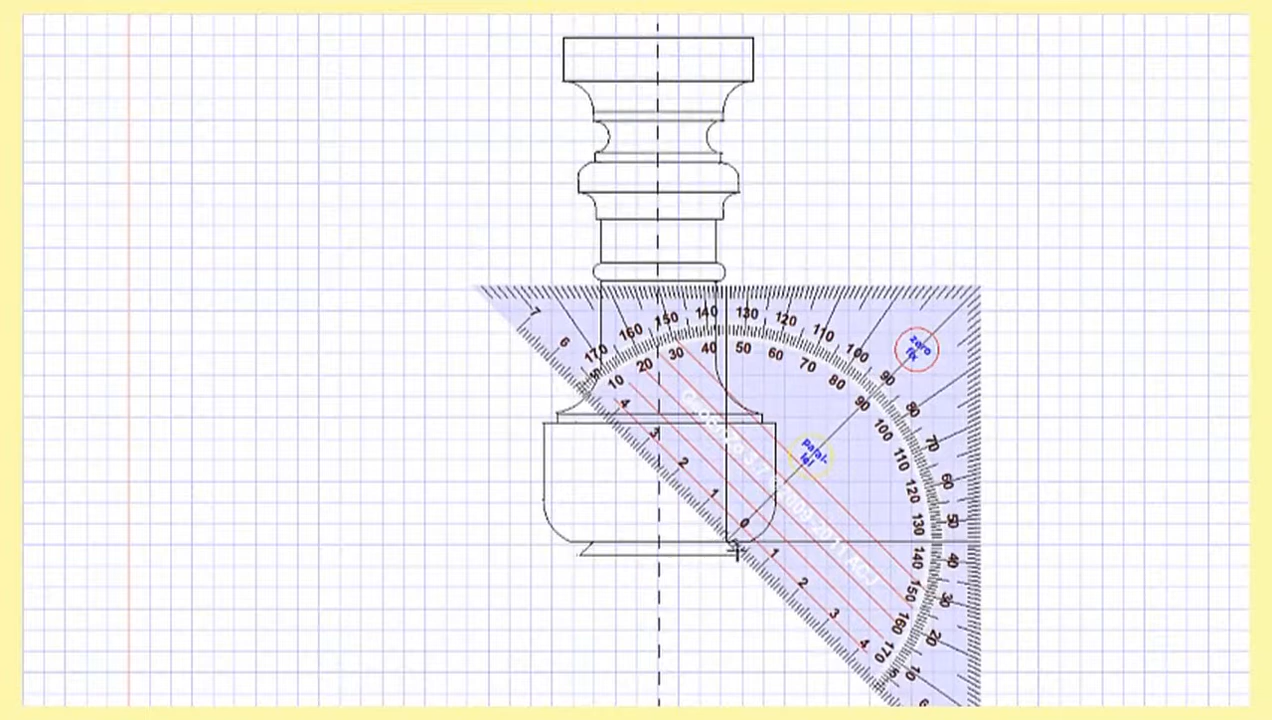 7 6 5 4 3 2 1 0 1 2 3 4 5 6
170 160 150 140 130 120 110 100 90 80 70 60 50 40 30 20 10
10 20 30 40 50 60 70 80 90 100 110 120 130 140 150 160 170
zero
fix
paral-
lel